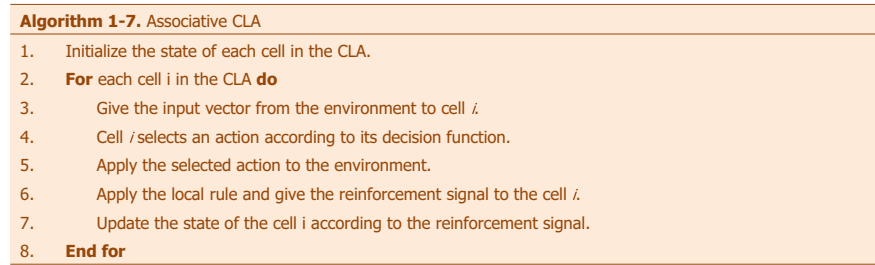 Algorithm 1-7. Associative CLA
1. Initialize the state of each cell in the CLA.
2. For each cell i in the CLA do
3. Give the input vector from the environment to cell i.
4. Cell i selects an action according to its decision function.
5. Apply the selected action to the environment.
6. Apply the local rule and give the reinforcement signal to the cell i.
7. Update the state of the cell i according to the reinforcement signal.
8. End for